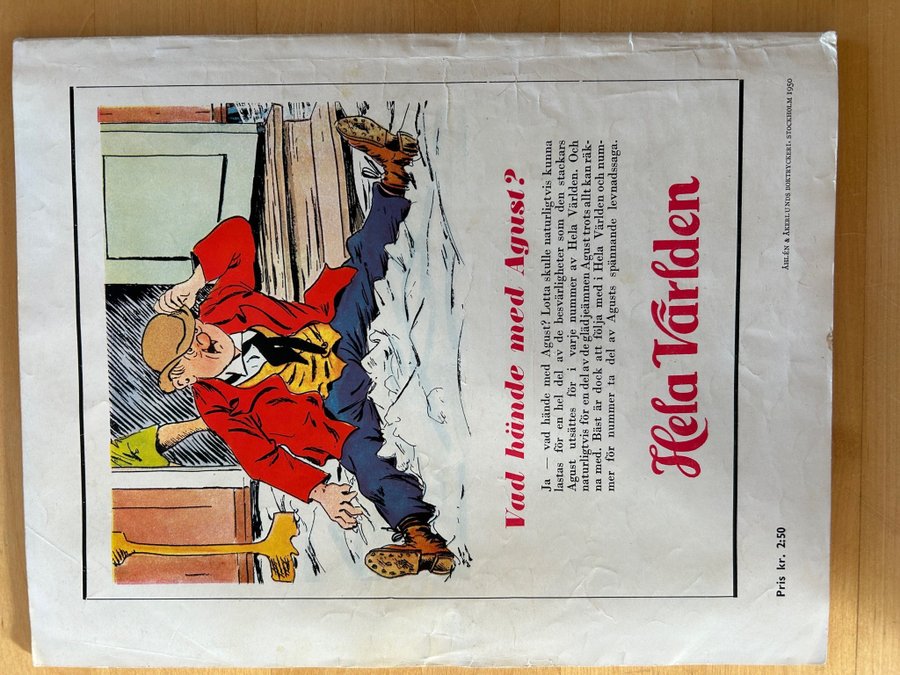 Vad hände med Agust?
Ja — vad hände med Agust? Lotta skulle naturligtvis kunna
lastas för en hel del av de besvärligheter som den stackars
Agust utsättes för i varje nummer av Hela Världen. Och
naturligtvis för en del av de glädjeämnen Agust trots allt kan räk-
na med. Bäst är dock att följa med i Hela Världen och num-
mer för nummer ta del av Agusts spännande levnadssaga.
Hela Världen
Pris kr. 2:50
ÅHLÉN & ÅKERLUNDS BOKTRYCKERI, STOCKHOLM 1950